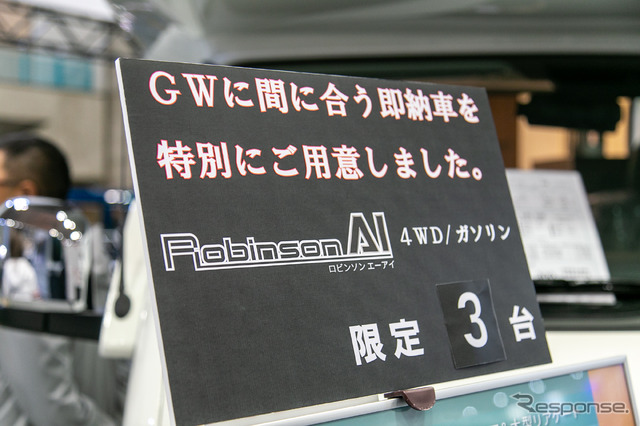 GWに間に合う即納車を
特別にご用意しました。
Robinson AI 4WD/ガソリン
ロビンソン エーアイ
限定 3 台
Response.